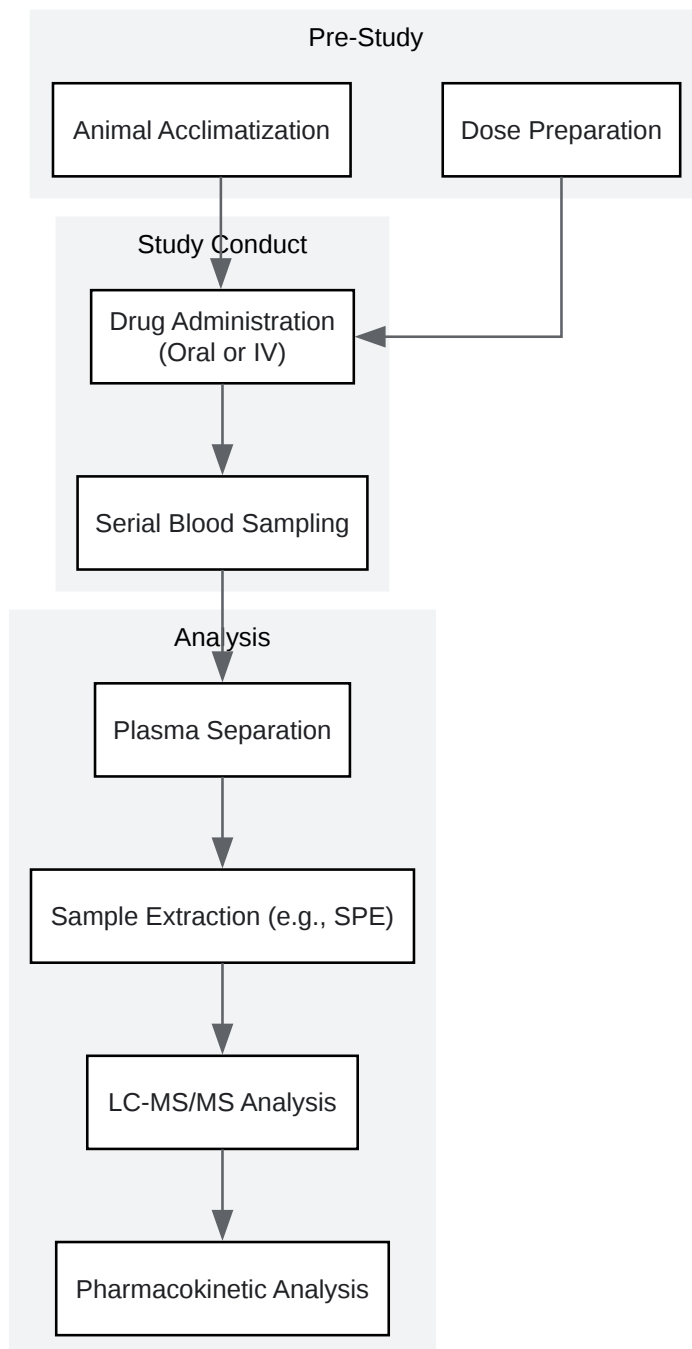 Pre-Study
Animal Acclimatization
Dose Preparation
Study Conduct
Drug Administration
(Oral or IV)
Serial Blood Sampling
Analysis
Plasma Separation
Sample Extraction (e.g., SPE)
LC-MS/MS Analysis
Pharmacokinetic Analysis